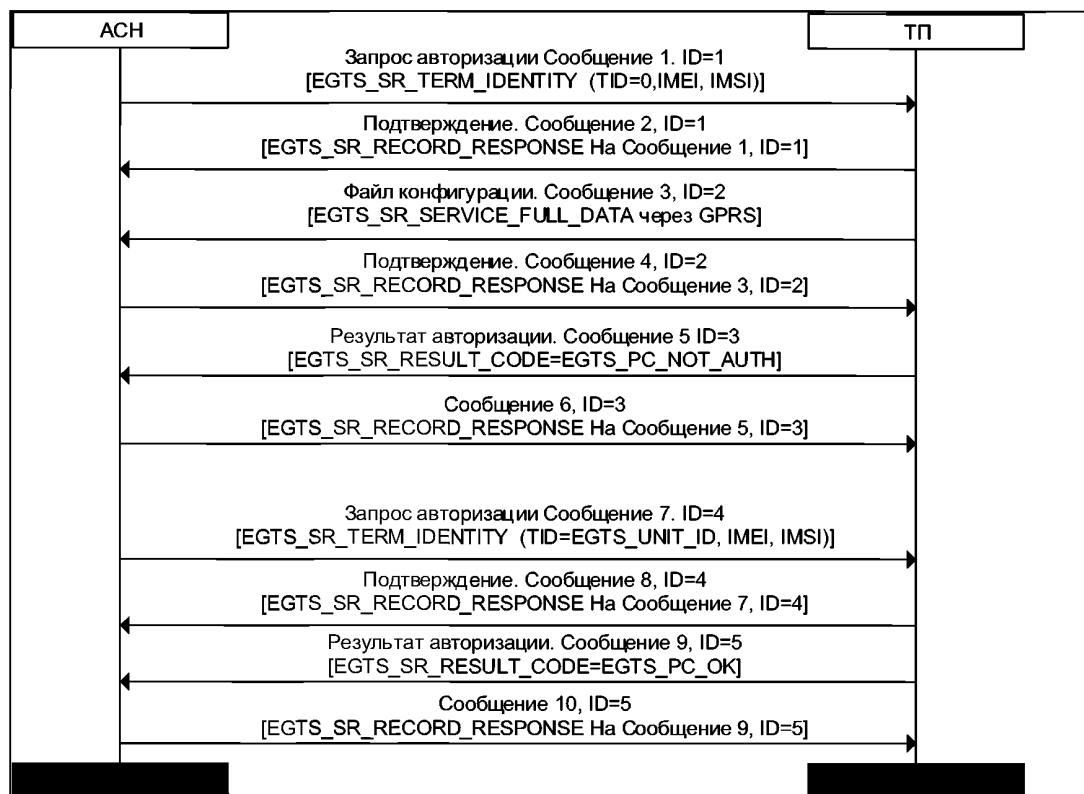 АСН
ТП
Запрос авторизации Сообщение 1. ID=1
[EGTS_SR_TERM_IDENTITY (TID=0,IMEI, IMSI)]
Подтверждение. Сообщение 2, ID=1
[EGTS_SR_RECORD_RESPONSE На Сообщение 1, ID=1]
Файл конфигурации. Сообщение 3, ID=2
[EGTS_SR_SERVICE_FULL_DATA через GPRS]
Подтверждение. Сообщение 4, ID=2
[EGTS_SR_RECORD_RESPONSE На Сообщение 3, ID=2]
Результат авторизации. Сообщение 5 ID=3
[EGTS_SR_RESULT_CODE=EGTS_PC_NOT_AUTH]
Сообщение 6, ID=3
[EGTS_SR_RECORD_RESPONSE На Сообщение 5, ID=3]
Запрос авторизации Сообщение 7. ID=4
[EGTS_SR_TERM_IDENTITY (TID=EGTS_UNIT_ID, IMEI, IMSI)]
Подтверждение. Сообщение 8, ID=4
[EGTS_SR_RECORD_RESPONSE На Сообщение 7, ID=4]
Результат авторизации. Сообщение 9, ID=5
[EGTS_SR_RESULT_CODE=EGTS_PC_OK]
Сообщение 10, ID=5
[EGTS_SR_RECORD_RESPONSE На Сообщение 9, ID=5]